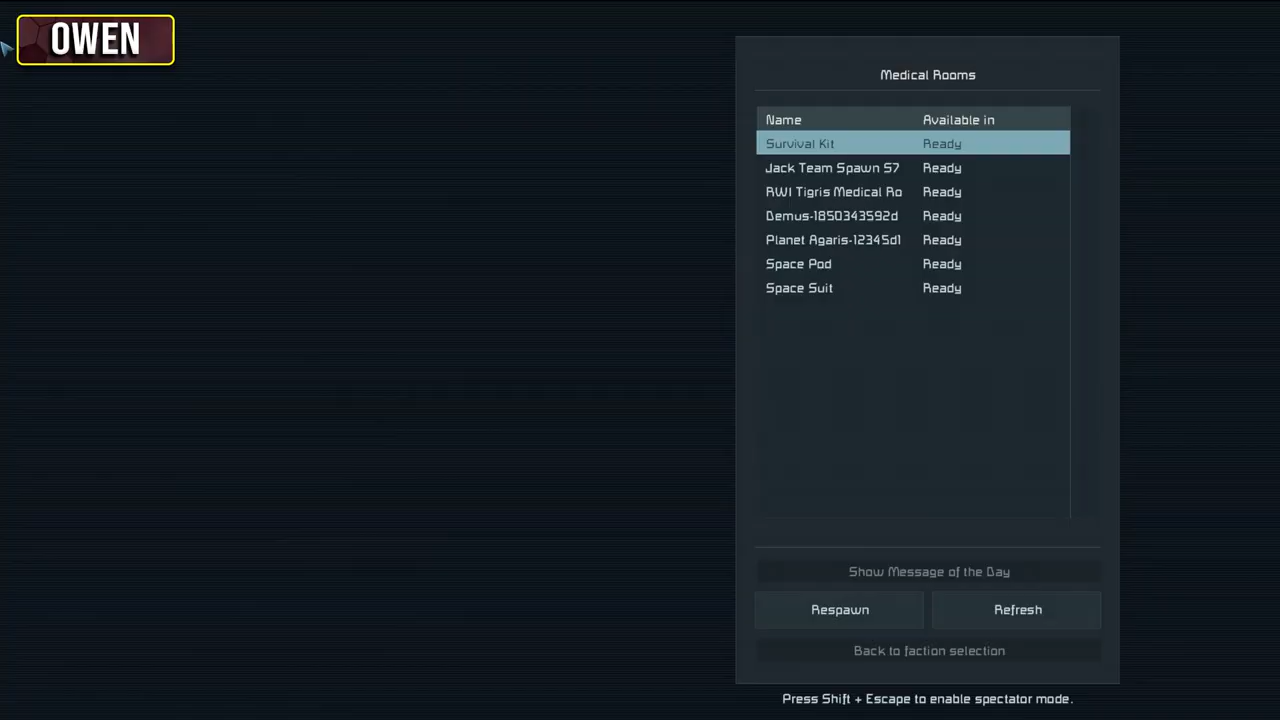 OWEN
Medical Rooms
Name Available in
Survival Kit Ready
Jack Team Spawn S7 Ready
RWI Tigris Medical Ro Ready
Demus-1850343592d Ready
Planet Agaris-12345d1 Ready
Space Pod Ready
Space Suit Ready
Show Message of the Day
Respawn Refresh
Back to faction selection
Press Shift + Escape to enable spectator mode.